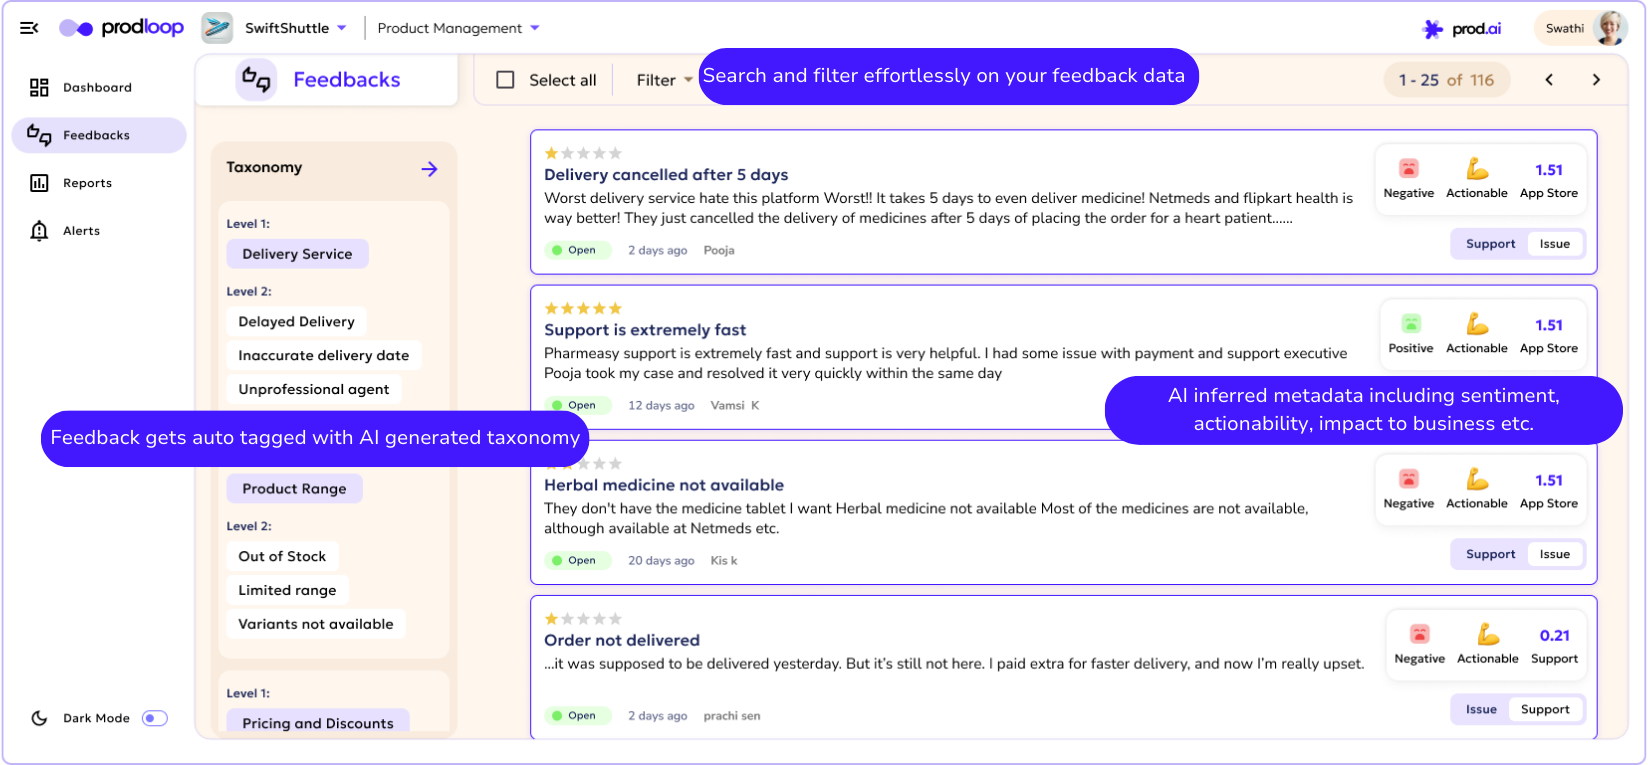 prodloop
SwiftShuttle
Product Management
prod.ai
Swathi
Dashboard
Feedbacks
Reports
Alerts
Dark Mode
Feedbacks
Select all
Filter
Search and filter effortlessly on your feedback data
1 - 25 of 116
Taxonomy
Level 1:
Delivery Service
Level 2:
Delayed Delivery
Inaccurate delivery date
Unprofessional agent
Feedback gets auto tagged with AI generated taxonomy
Product Range
Level 2:
Out of Stock
Limited range
Variants not available
Level 1:
Pricing and Discounts
Delivery cancelled after 5 days
Worst delivery service hate this platform Worst!! It takes 5 days to even deliver medicine! Netmeds and flipkart health is
way better! They just cancelled the delivery of medicines after 5 days of placing the order for a heart patient......
Open 2 days ago Pooja
1.51
Negative Actionable App Store
Support Issue
Support is extremely fast
Pharmeasy support is extremely fast and support is very helpful. I had some issue with payment and support executive
Pooja took my case and resolved it very quickly within the same day
Open 12 days ago Vamsi K
1.51
Positive Actionable App Store
AI inferred metadata including sentiment,
actionability, impact to business etc.
Herbal medicine not available
They don't have the medicine tablet I want Herbal medicine not available Most of the medicines are not available,
although available at Netmeds etc.
Open 20 days ago Kis k
1.51
Negative Actionable App Store
Support Issue
Order not delivered
...it was supposed to be delivered yesterday. But it's still not here. I paid extra for faster delivery, and now I'm really upset.
Open 2 days ago prachi sen
0.21
Negative Actionable Support
Issue Support